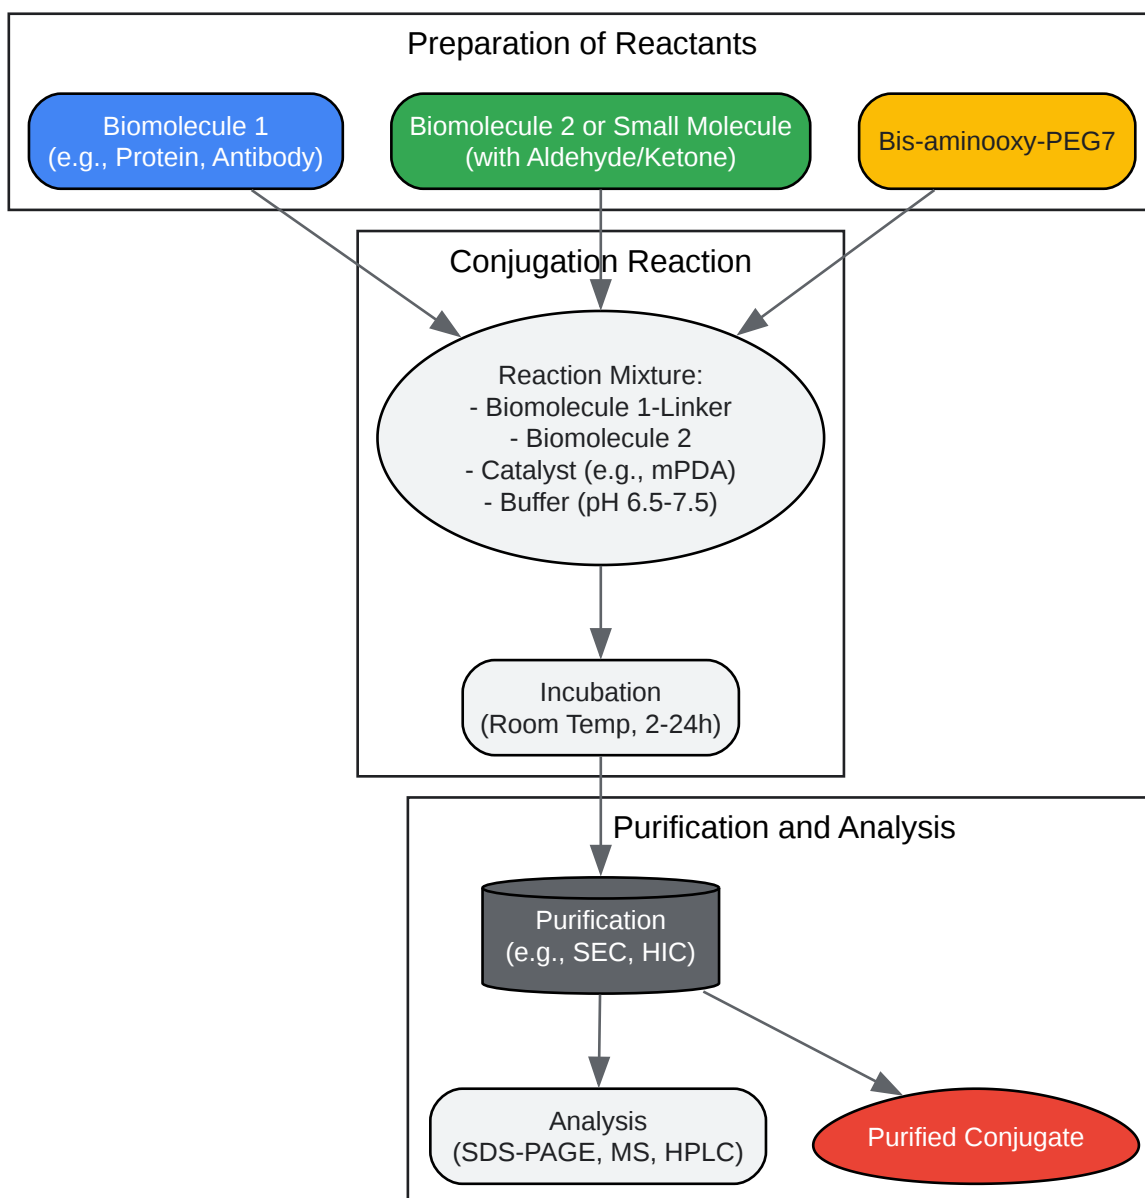 Preparation of Reactants
Biomolecule 1
(e.g., Protein, Antibody)
Biomolecule 2 or Small Molecule
(with Aldehyde/Ketone)
Bis-aminooxy-PEG7
Conjugation Reaction
Reaction Mixture:
- Biomolecule 1-Linker
- Biomolecule 2
- Catalyst (e.g., mPDA)
- Buffer (pH 6.5-7.5)
Incubation
(Room Temp, 2-24h)
Purification and Analysis
Purification
(e.g., SEC, HIC)
Analysis
(SDS-PAGE, MS, HPLC)
Purified Conjugate